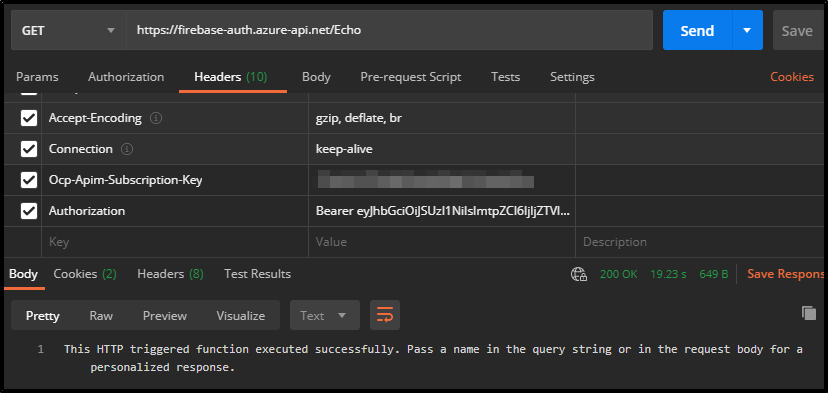 GET https://firebase-auth.azure-api.net/Echo Send Save
Params Authorization Headers (10) Body Pre-request Script Tests Settings Cookies
Accept-Encoding gzip, deflate, br
Connection keep-alive
Ocp-Apim-Subscription-Key
Authorization Bearer eyJhbGciOiJSUzI1NiIsImtpZCI6IjljZTVl...
Key Value Description
Body Cookies (2) Headers (8) Test Results 200 OK 19.23 s 649 B Save Respons
Pretty Raw Preview Visualize Text
1 This HTTP triggered function executed successfully. Pass a name in the query string or in the request body for a
personalized response.